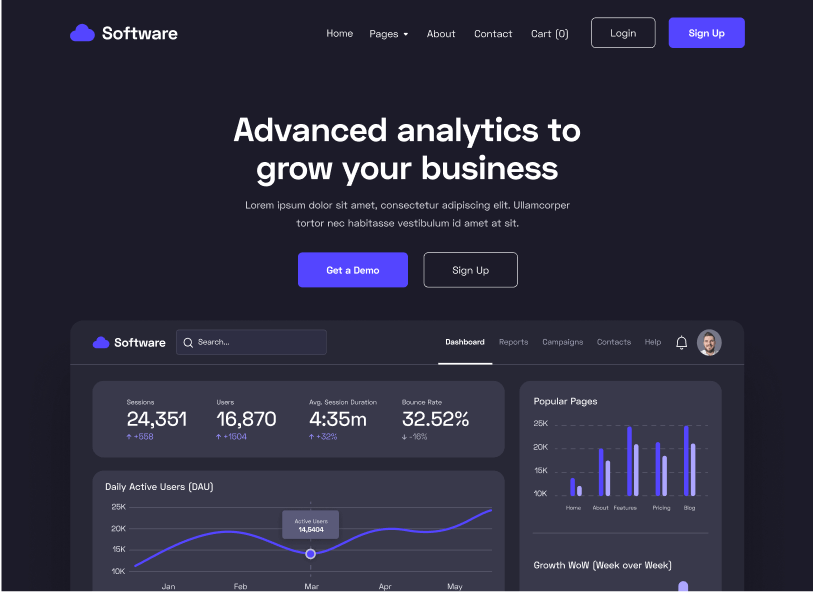 Software
Home Pages About Contact Cart (0) Login Sign Up
Advanced analytics to
grow your business
Lorem ipsum dolor sit amet, consectetur adipiscing elit. Ullamcorper
tortor nec habitasse vestibulum id amet at sit.
Get a Demo Sign Up
Software Search... Dashboard Reports Campaigns Contacts Help
Sessions
24,351
↑ +558
Users
16,870
↑ +1504
Avg. Session Duration
4:35m
↑ +32%
Bounce Rate
32.52%
↓ -16%
Daily Active Users (DAU)
25K
20K
15K
10K
Active Users
14,5404
Jan Feb Mar Apr May
Popular Pages
25K
20K
15K
10K
Home About Features Pricing Blog
Growth WoW (Week over Week)